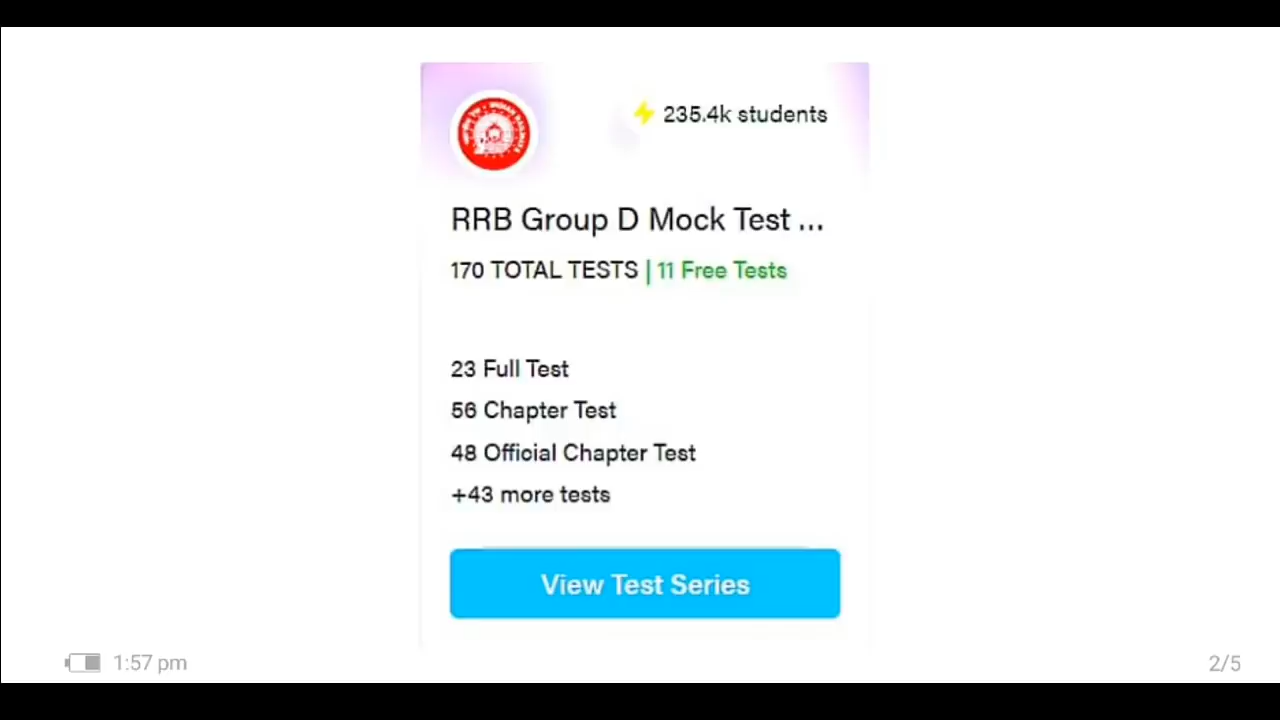 235.4k students
RRB Group D Mock Test ...
170 TOTAL TESTS | 11 Free Tests
23 Full Test
56 Chapter Test
48 Official Chapter Test
+43 more tests
View Test Series
1:57 pm
2/5